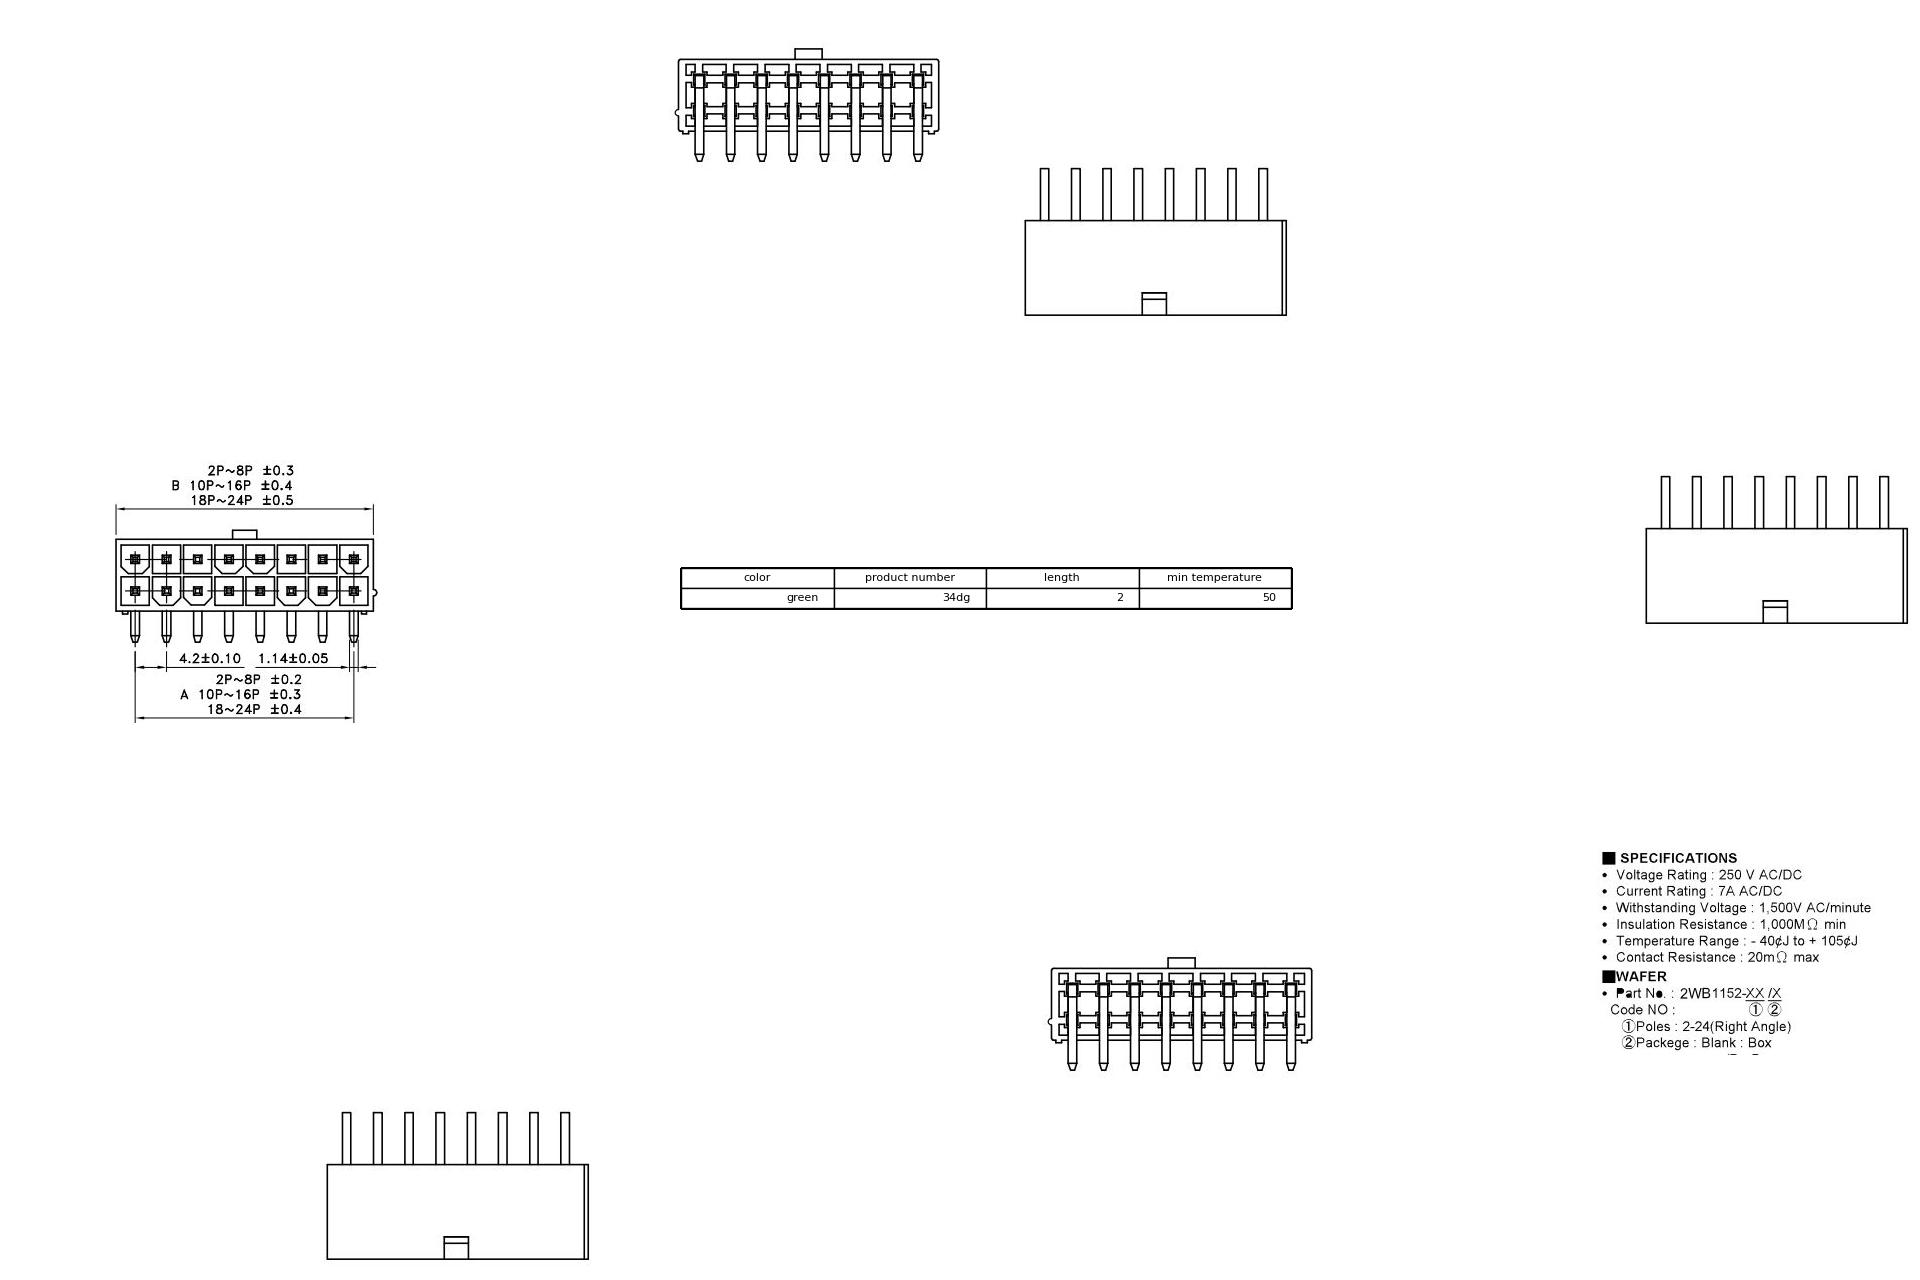 2P~8P ±0.3
B 10P~16P ±0.4
18P~24P ±0.5
4.2±0.10 1.14±0.05
2P~8P ±0.2
A 10P~16P ±0.3
18~24P ±0.4
color product number length min temperature
green 34dg 2 50
■ SPECIFICATIONS
• Voltage Rating : 250 V AC/DC
• Current Rating : 7A AC/DC
• Withstanding Voltage : 1,500V AC/minute
• Insulation Resistance : 1,000MΩ min
• Temperature Range : - 40¢J to + 105¢J
• Contact Resistance : 20mΩ max
■WAFER
• Part No. : 2WB1152-XX /X
Code NO : ① ②
①Poles : 2-24(Right Angle)
②Packege : Blank : Box